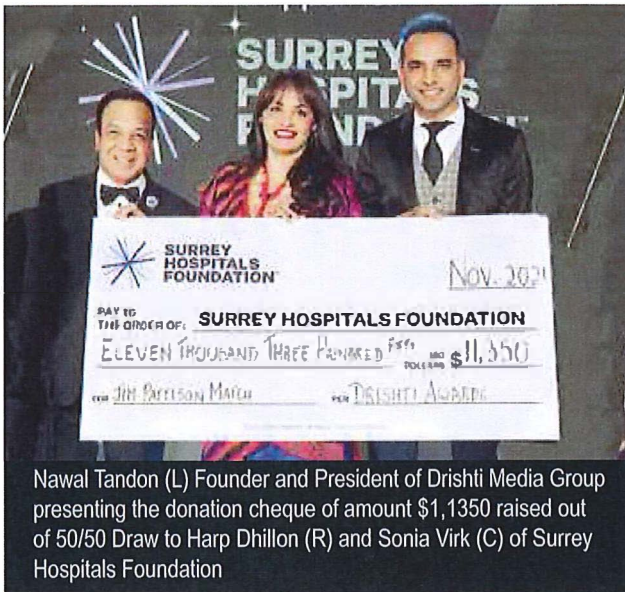 SURREY
HOSPITALS
FOUNDATION
SURREY
HOSPITALS
FOUNDATION
NOV. 202
PAY TO
THE ORDER OF: SURREY HOSPITALS FOUNDATION
ELEVEN THOUSAND THREE HUNDRED FIFTY DOLLARS $11,350
FOR JIM PATTISON MATCH PER DRISHTI AWARDS
Nawal Tandon (L) Founder and President of Drishti Media Group
presenting the donation cheque of amount $1,1350 raised out
of 50/50 Draw to Harp Dhillon (R) and Sonia Virk (C) of Surrey
Hospitals Foundation